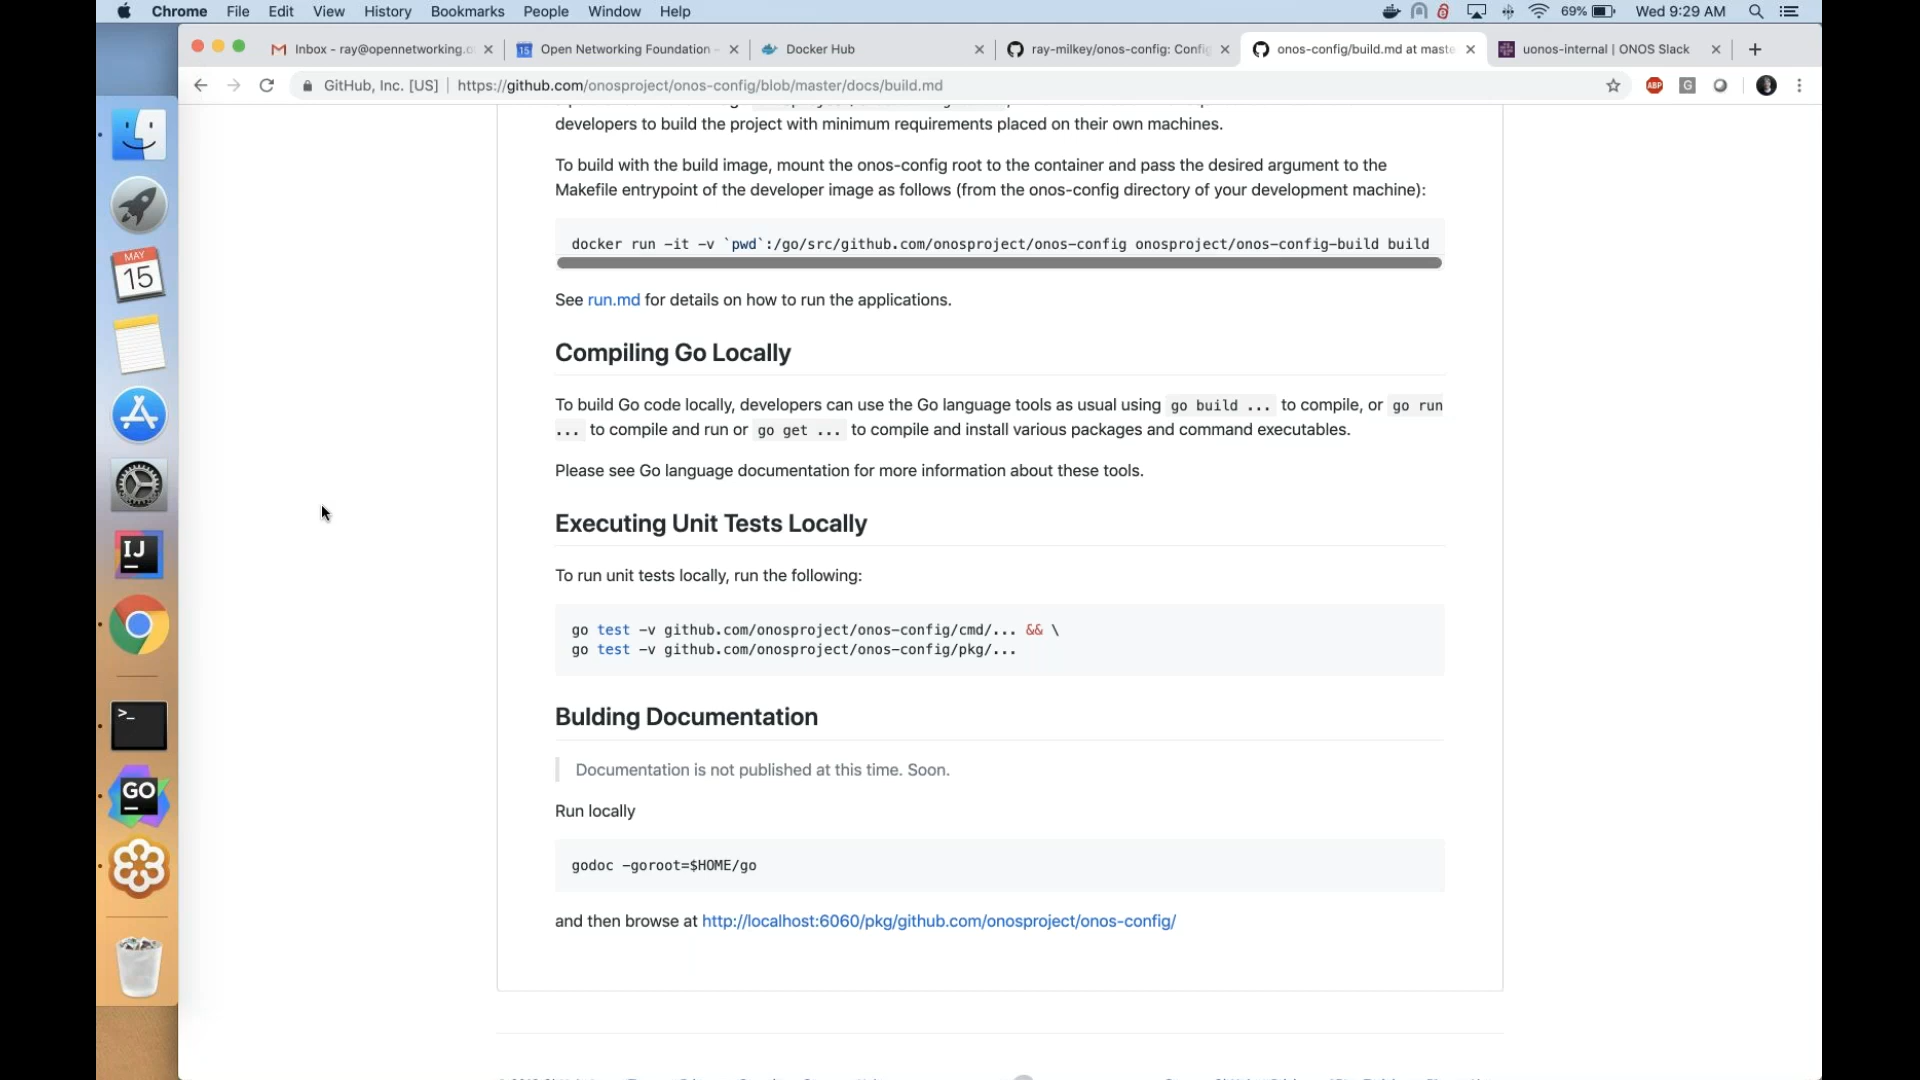 Chrome File Edit View History Bookmarks People Window Help 69% Wed 9:29 AM
Inbox - ray@opennetworking.o 15 Open Networking Foundation - Docker Hub ray-milkey/onos-config: Config onos-config/build.md at maste uonos-internal | ONOS Slack
GitHub, Inc. [US] | https://github.com/onosproject/onos-config/blob/master/docs/build.md ABP G
developers to build the project with minimum requirements placed on their own machines.
To build with the build image, mount the onos-config root to the container and pass the desired argument to the
Makefile entrypoint of the developer image as follows (from the onos-config directory of your development machine):
docker run -it -v `pwd`:/go/src/github.com/onosproject/onos-config onosproject/onos-config-build build
See run.md for details on how to run the applications.
Compiling Go Locally
To build Go code locally, developers can use the Go language tools as usual using go build ... to compile, or go run
... to compile and run or go get ... to compile and install various packages and command executables.
Please see Go language documentation for more information about these tools.
Executing Unit Tests Locally
To run unit tests locally, run the following:
go test -v github.com/onosproject/onos-config/cmd/... && \
go test -v github.com/onosproject/onos-config/pkg/...
Bulding Documentation
Documentation is not published at this time. Soon.
Run locally
godoc -goroot=$HOME/go
and then browse at http://localhost:6060/pkg/github.com/onosproject/onos-config/
MAY
15
IJ
>_
GO